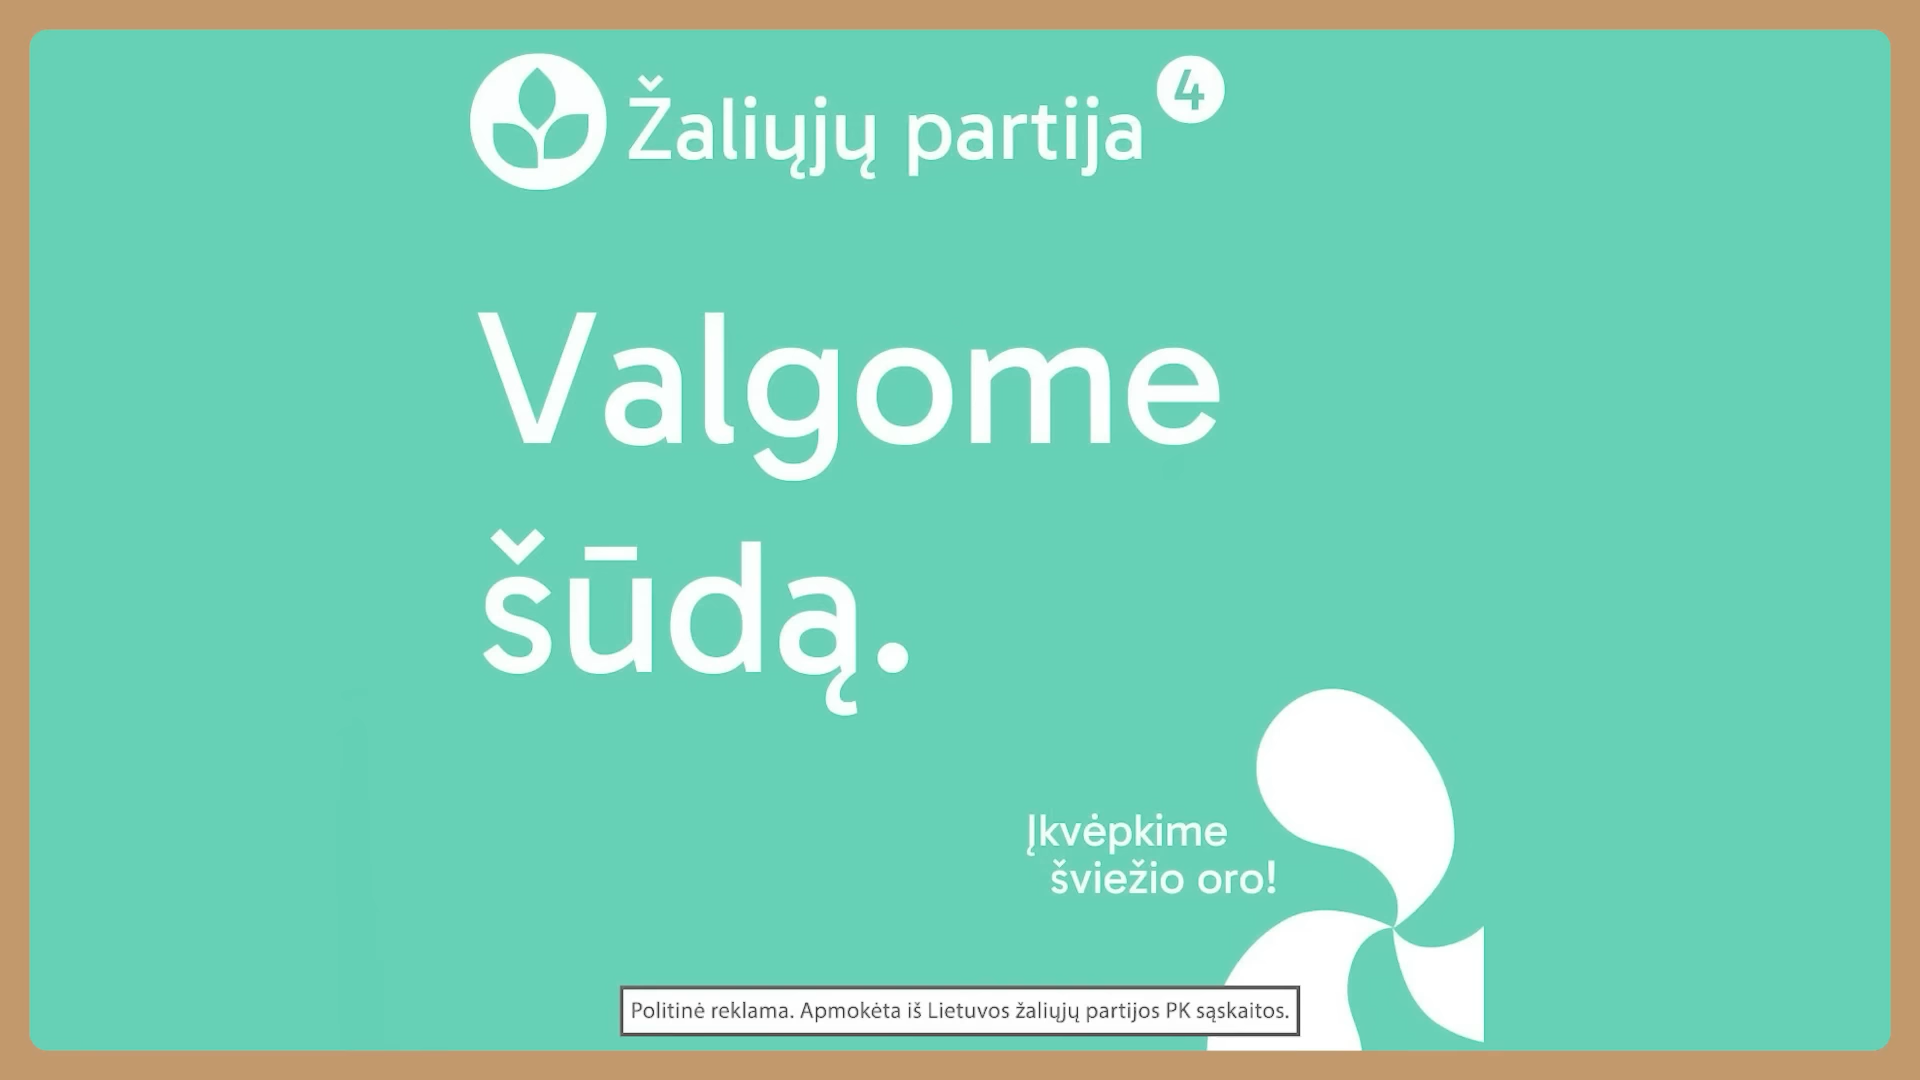 Žaliųjų partija 4
Valgome
šūdą.
Įkvėpkime
šviežio oro!
Politinė reklama. Apmokėta iš Lietuvos žaliųjų partijos PK sąskaitos.